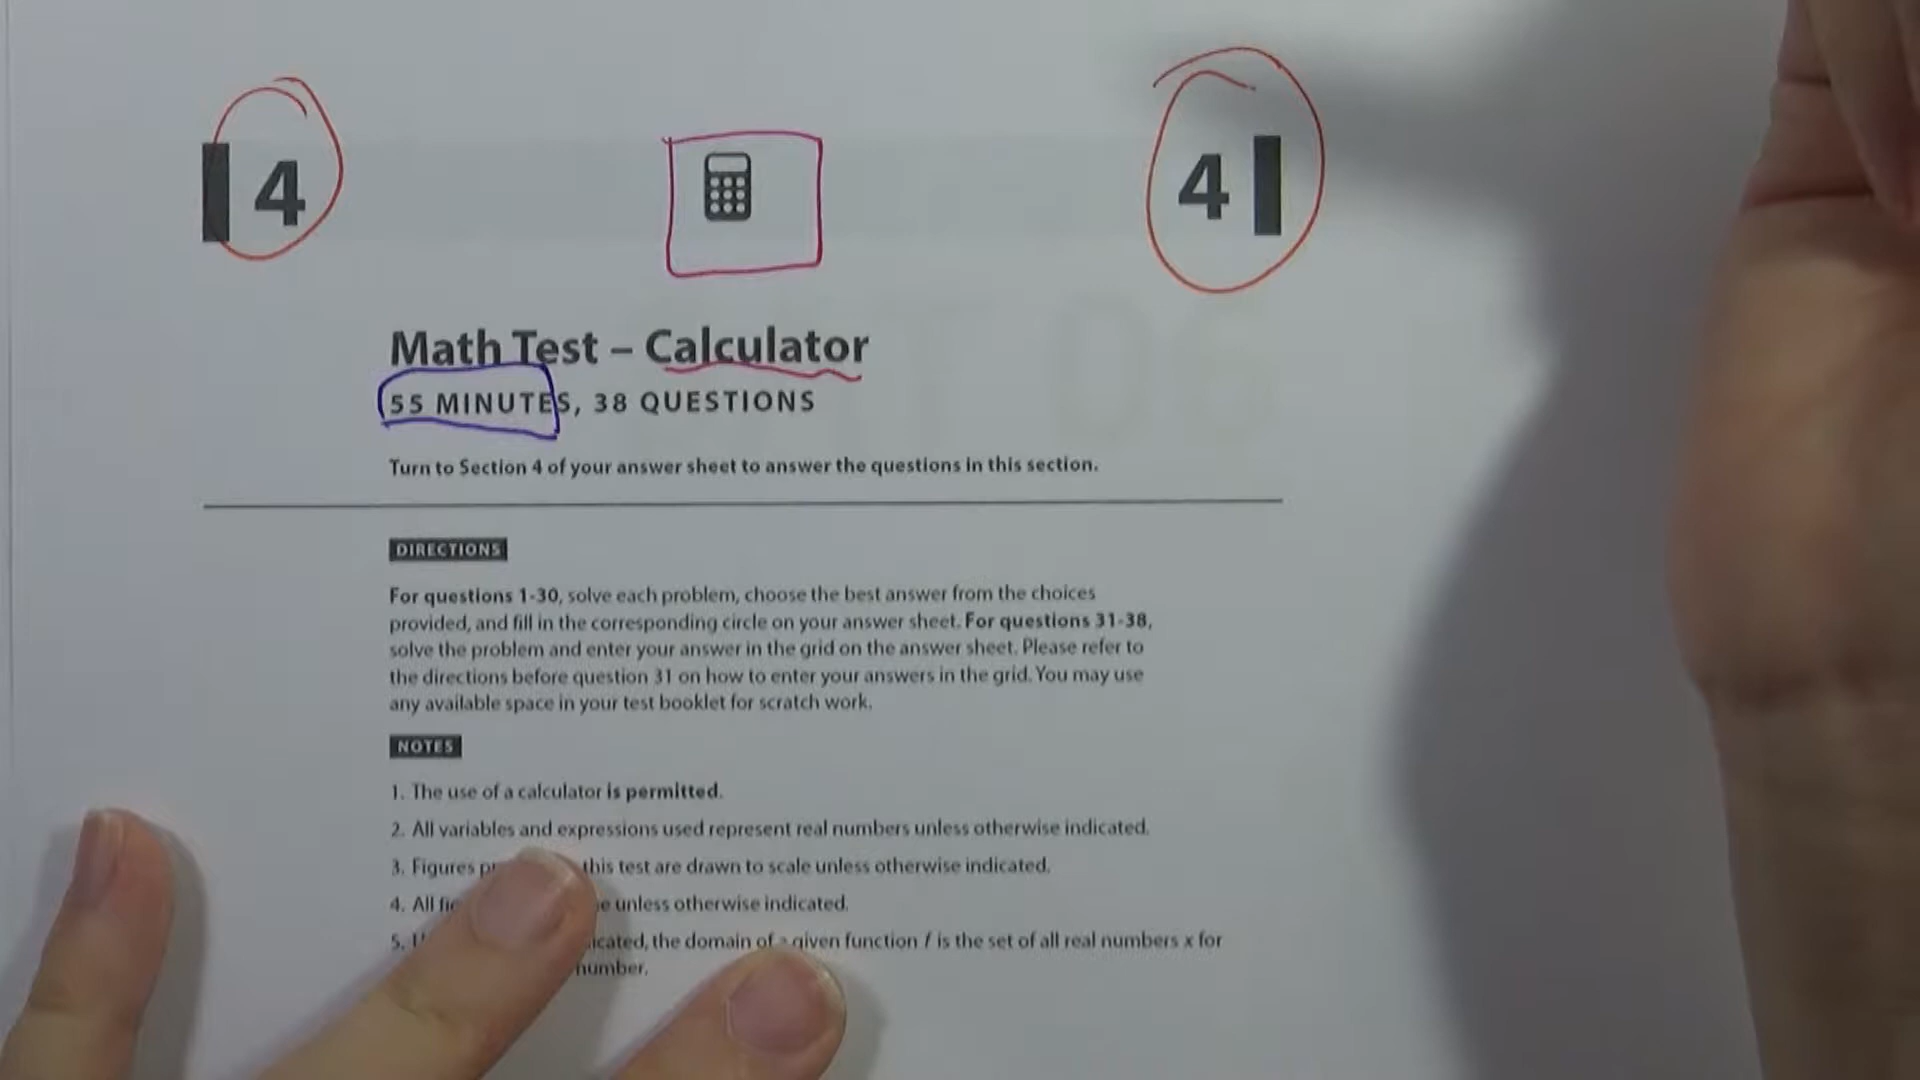 4 4
Math Test – Calculator
55 MINUTES, 38 QUESTIONS
Turn to Section 4 of your answer sheet to answer the questions in this section.
DIRECTIONS
For questions 1-30, solve each problem, choose the best answer from the choices
provided, and fill in the corresponding circle on your answer sheet. For questions 31-38,
solve the problem and enter your answer in the grid on the answer sheet. Please refer to
the directions before question 31 on how to enter your answers in the grid. You may use
any available space in your test booklet for scratch work.
NOTES
1. The use of a calculator is permitted.
2. All variables and expressions used represent real numbers unless otherwise indicated.
3. Figures this test are drawn to scale unless otherwise indicated.
4. All unless otherwise indicated.
5. the domain of a given function f is the set of all real numbers x for
number.